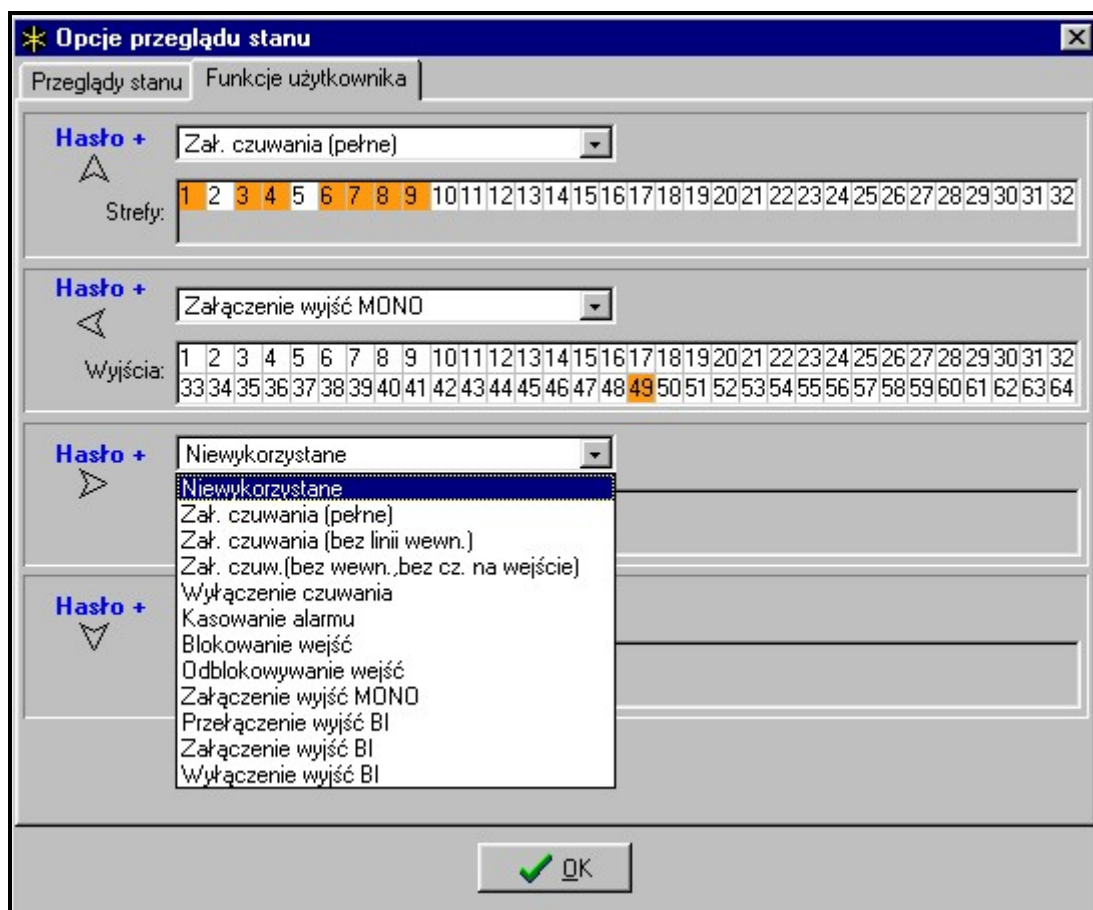 Opcje przeglądu stanu
Przeglądy stanu Funkcje użytkownika
Hasło +
Zał. czuwania (pełne)
Strefy:
1 2 3 4 5 6 7 8 9 10 11 12 13 14 15 16 17 18 19 20 21 22 23 24 25 26 27 28 29 30 31 32
Hasło +
Załączenie wyjść MONO
Wyjścia:
1 2 3 4 5 6 7 8 9 10 11 12 13 14 15 16 17 18 19 20 21 22 23 24 25 26 27 28 29 30 31 32
33 34 35 36 37 38 39 40 41 42 43 44 45 46 47 48 49 50 51 52 53 54 55 56 57 58 59 60 61 62 63 64
Hasło +
Niewykorzystane
Niewykorzystane
Zał. czuwania (pełne)
Zał. czuwania (bez linii wewn.)
Zał. czuw.(bez wewn.,bez cz. na wejście)
Wyłączenie czuwania
Kasowanie alarmu
Blokowanie wejść
Odblokowywanie wejść
Załączenie wyjść MONO
Przełączenie wyjść BI
Załączenie wyjść BI
Wyłączenie wyjść BI
Hasło +
OK